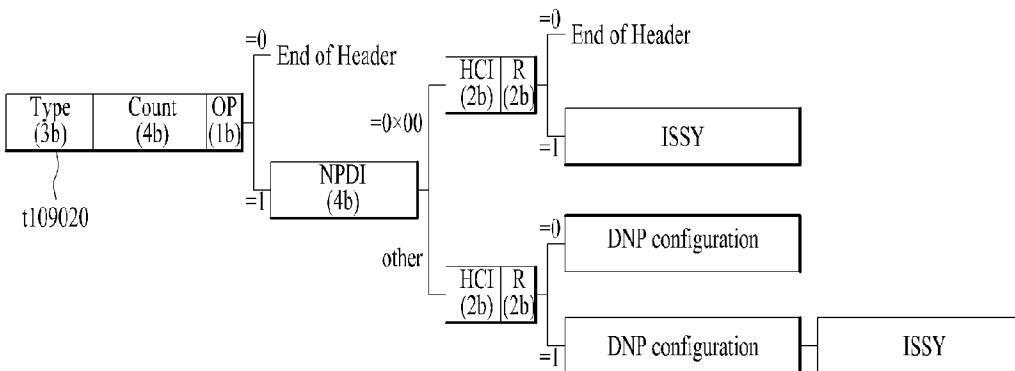 =0
End of Header
Type
(3b)
Count
(4b)
OP
(1b)
t109020
=1
NPDI
(4b)
=0×00
HCI
(2b)
R
(2b)
=0
End of Header
=1
ISSY
other
HCI
(2b)
R
(2b)
=0
DNP configuration
=1
DNP configuration
ISSY